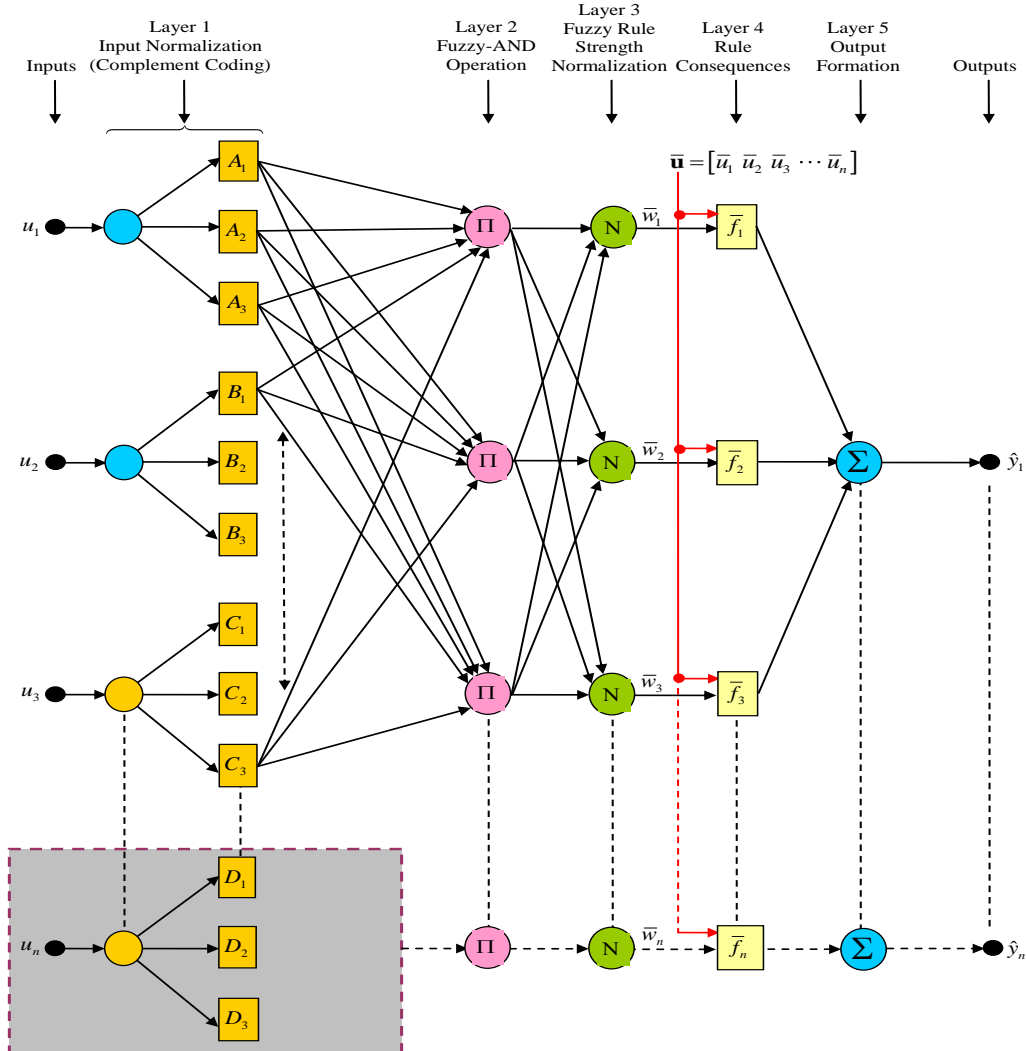 Layer 1
Input Normalization
(Complement Coding)
Inputs
Layer 2
Fuzzy-AND
Operation
Layer 3
Fuzzy Rule
Strength
Normalization
Layer 4
Rule
Consequences
Layer 5
Output
Formation
Outputs
ū = [ū₁ ū₂ ū₃ ⋯ ūₙ]
A₁
u₁
A₂
A₃
Π
N
w̄₁
f̄₁
B₁
u₂
B₂
B₃
Π
N
w̄₂
f̄₂
Σ
ŷ₁
C₁
u₃
C₂
C₃
Π
N
w̄₃
f̄₃
D₁
uₙ
D₂
D₃
Π
N
w̄ₙ
f̄ₙ
Σ
ŷₙ